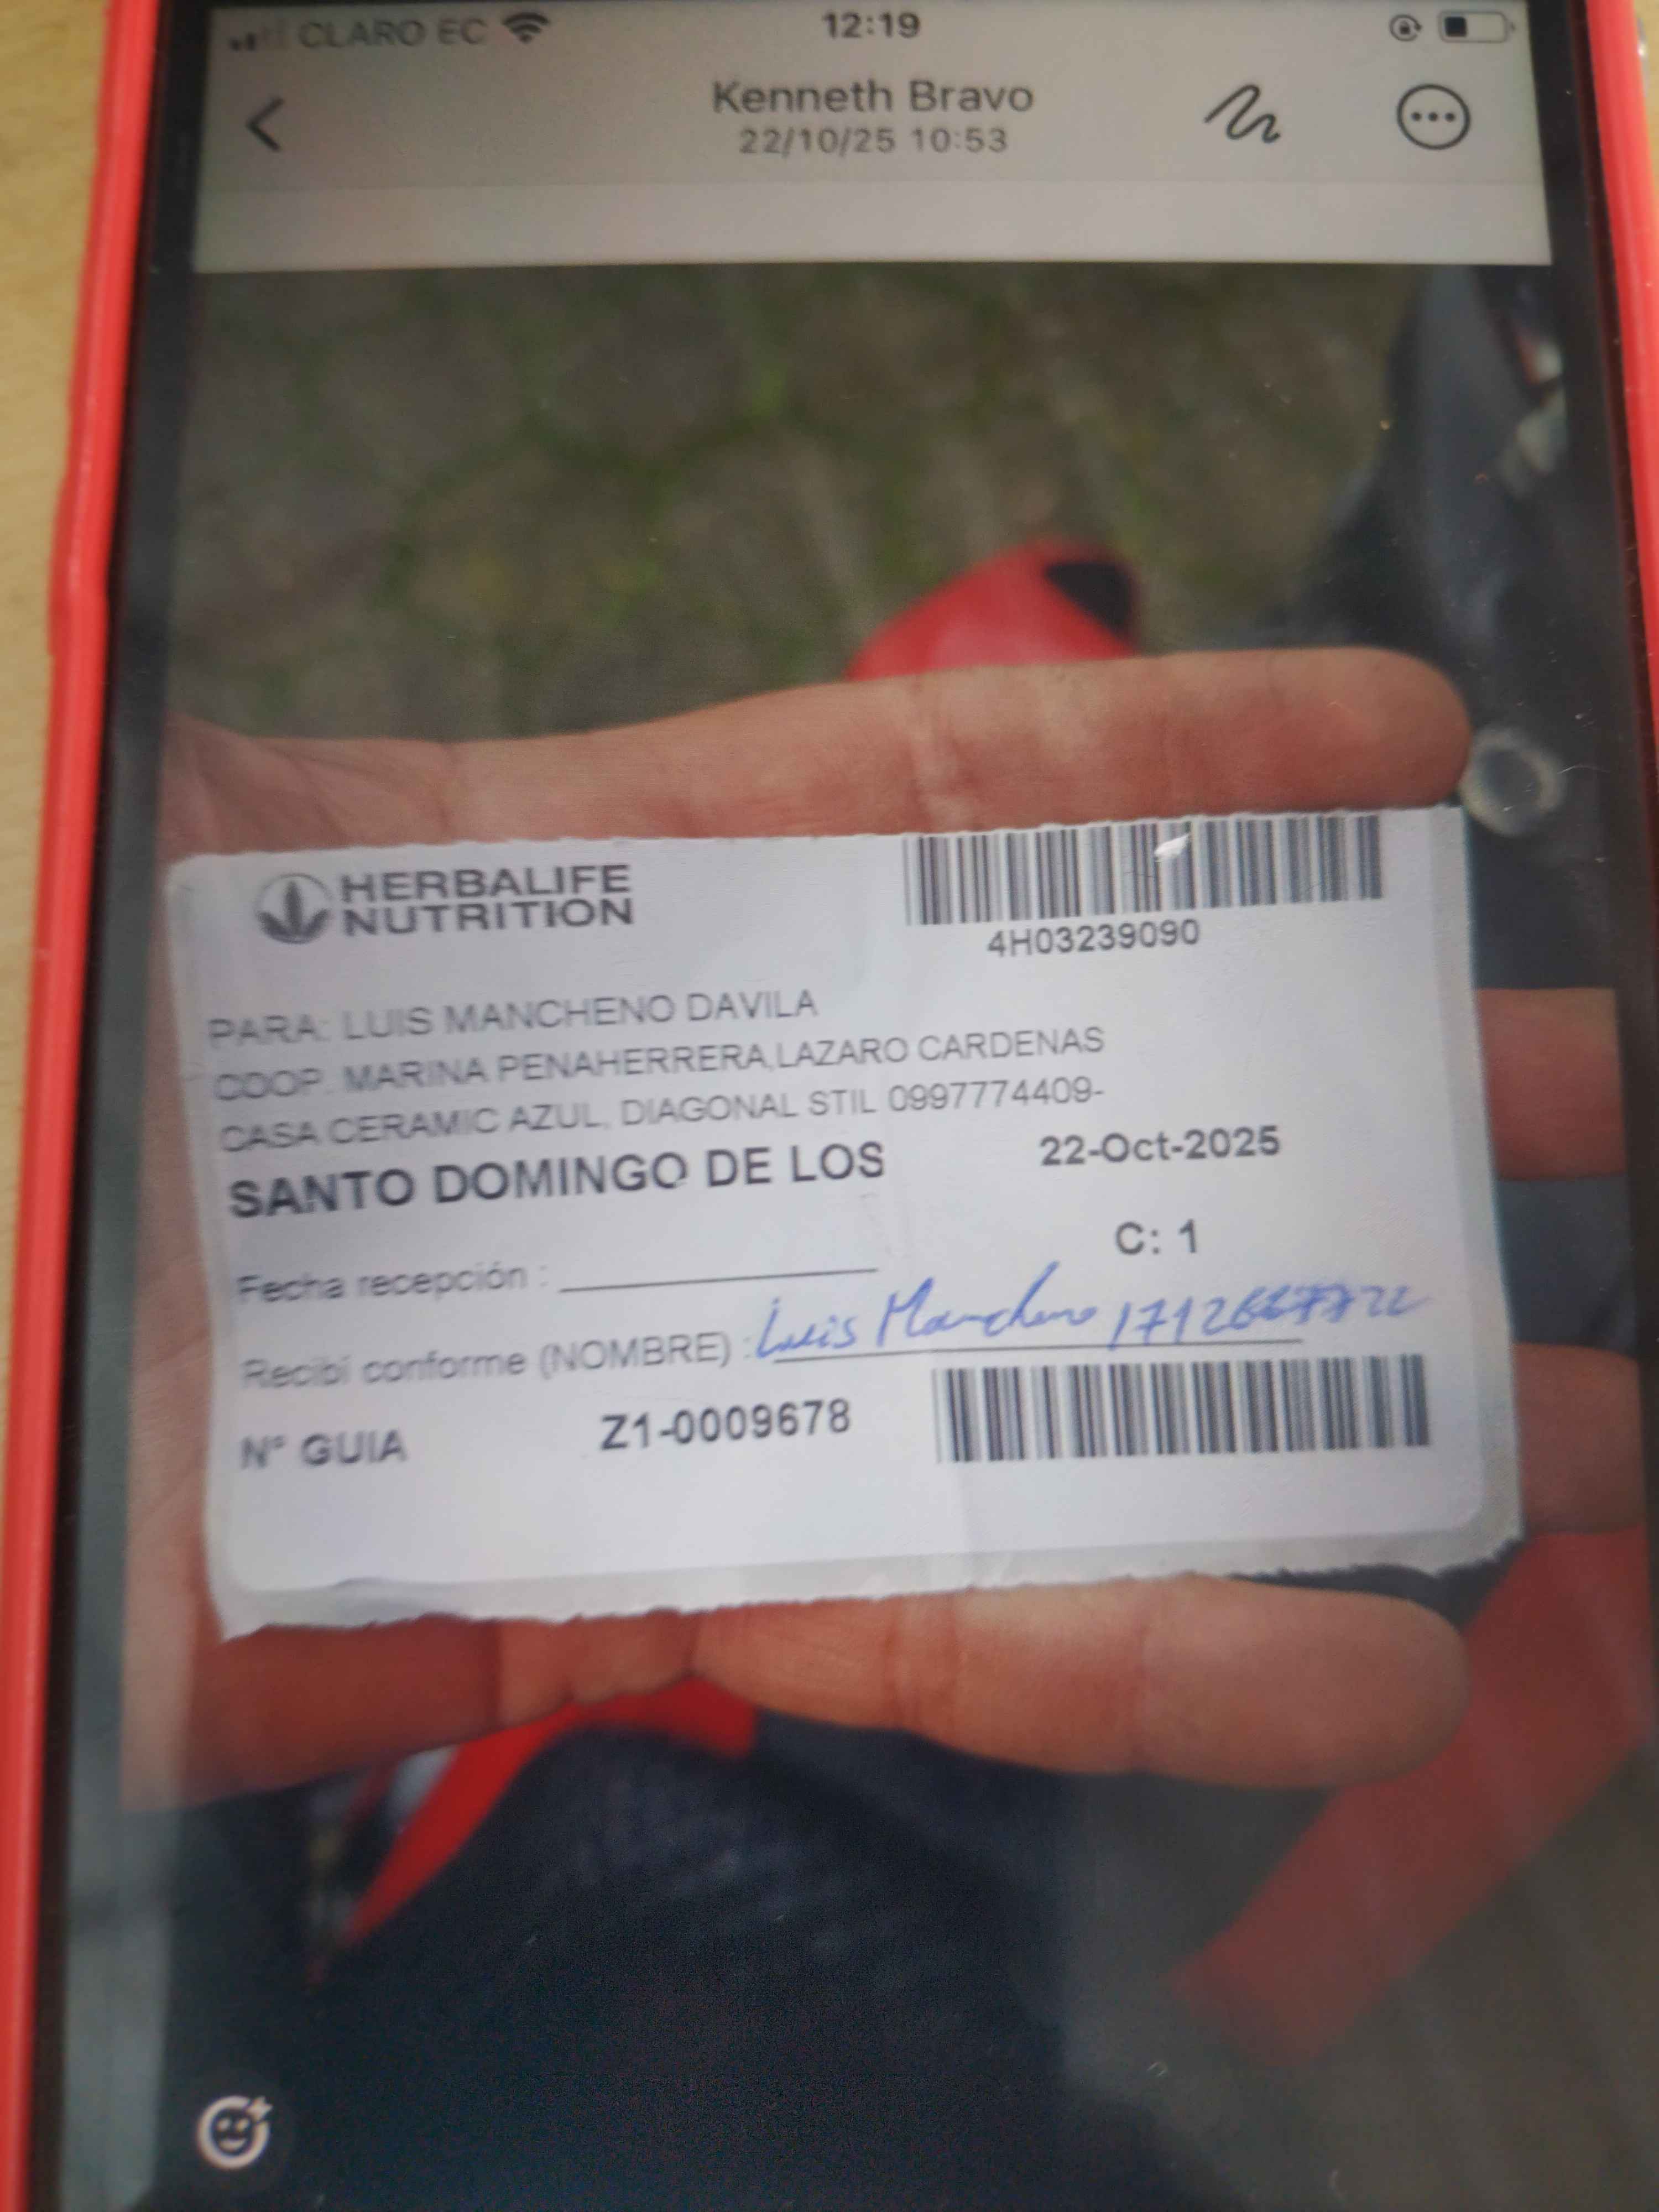 CLARO EC
12:19
Kenneth Bravo
22/10/25 10:53
HERBALIFE
NUTRITION
4H03239090
PARA: LUIS MANCHENO DAVILA
COOP. MARINA PENAHERRERA,LAZARO CARDENAS
CASA CERAMIC AZUL, DIAGONAL STIL 0997774409-
SANTO DOMINGO DE LOS
22-Oct-2025
C: 1
Fecha recepción :
Recibí conforme (NOMBRE) : Luis Mancheno
N° GUIA Z1-0009678